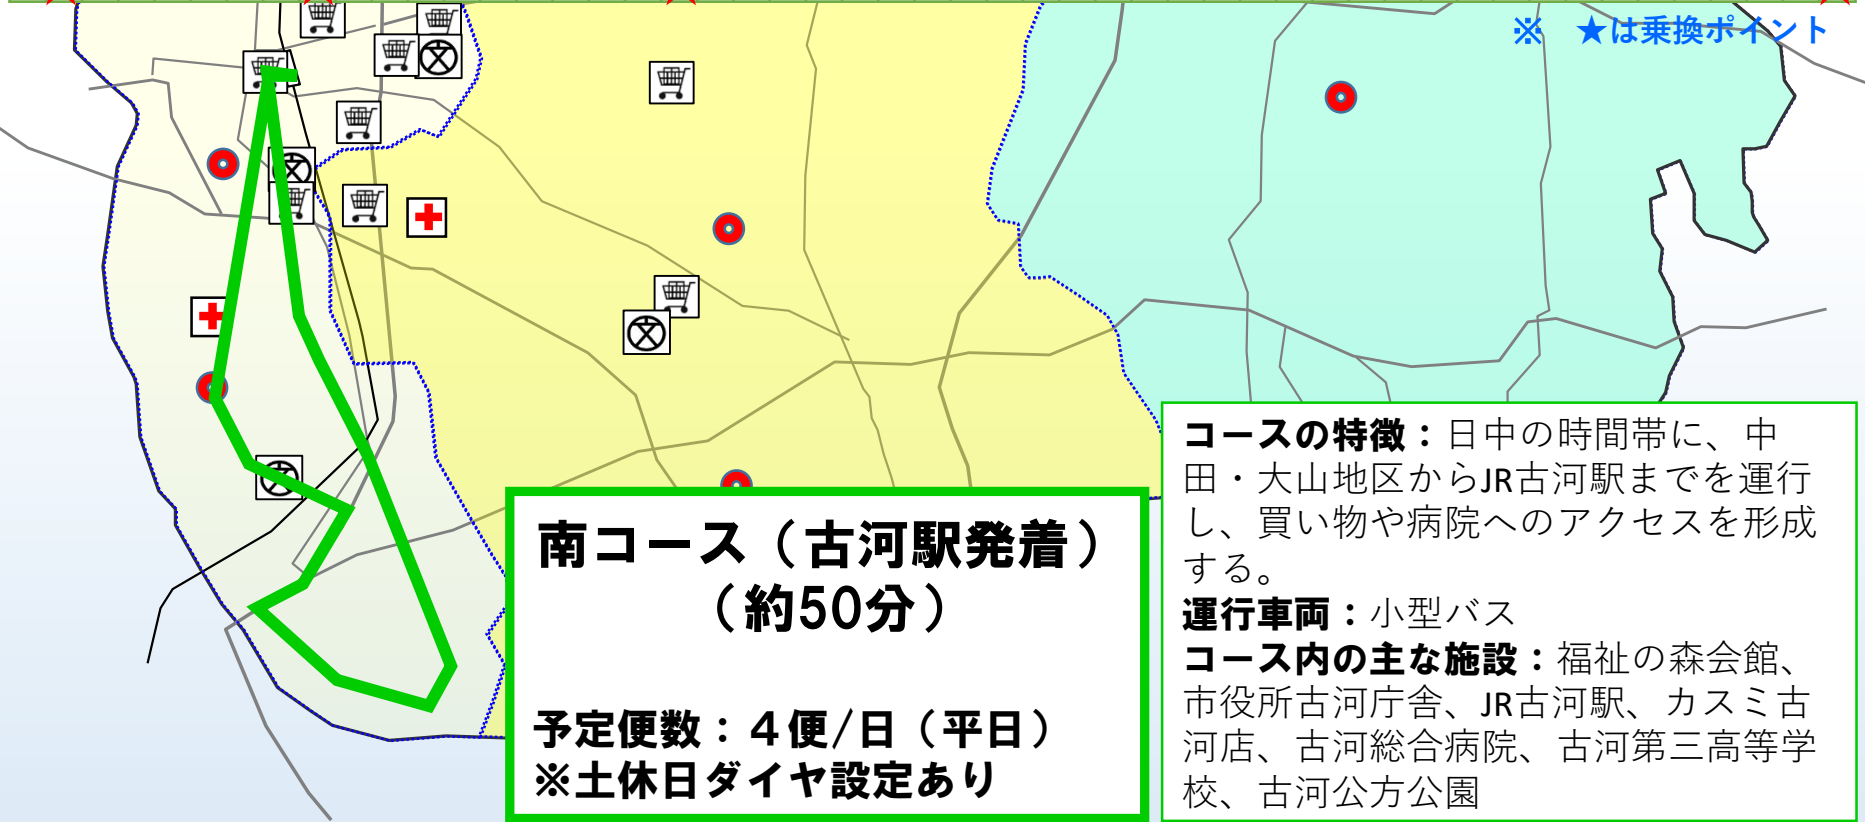 ※　★は乗換ポイント
南コース（古河駅発着）
（約50分）
予定便数：４便/日（平日）
※土休日ダイヤ設定あり
コースの特徴：日中の時間帯に、中
田・大山地区からJR古河駅までを運行
し、買い物や病院へのアクセスを形成
する。
運行車両：小型バス
コース内の主な施設：福祉の森会館、
市役所古河庁舎、JR古河駅、カスミ古
河店、古河総合病院、古河第三高等学
校、古河公方公園